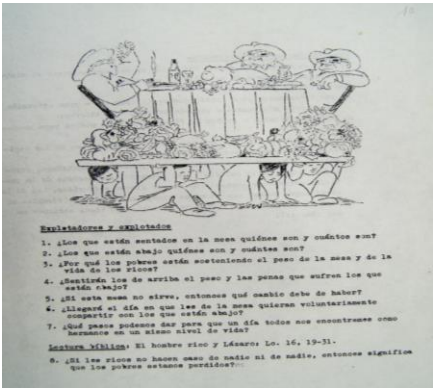 Explotadores y explotados
1. ¿Los que están sentados en la mesa quiénes son y cuántos son?
2. ¿Los que están abajo quiénes son y cuántos son?
3. ¿Por qué los pobres están sosteniendo el peso de la mesa y de la
vida de los ricos?
4. ¿Sentirán los de arriba el peso y las penas que sufren los que
están abajo?
5. ¿Si esta mesa no sirve, entonces qué cambio debe de haber?
6. ¿Llegará el día en que les de la mesa quieran voluntariamente
compartir con los que están abajo?
7. ¿Qué pasos podemos dar para que un día todos nos encontremos como
hermanos en un mismo nivel de vida?
Lectura bíblica: El hombre rico y Lázaro: Lc. 16, 19-31.
8. ¿Si los ricos no hacen caso de nadie ni de nadie, entonces significa
que los pobres estamos perdidos?